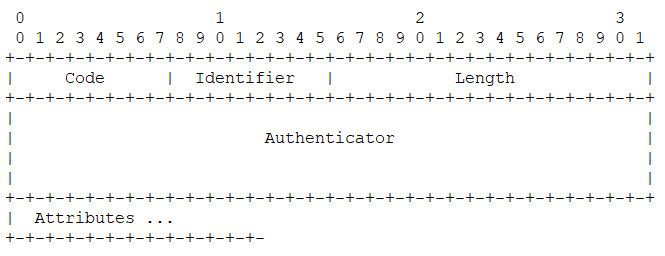 0                   1                   2                   3
 0 1 2 3 4 5 6 7 8 9 0 1 2 3 4 5 6 7 8 9 0 1 2 3 4 5 6 7 8 9 0 1
+-+-+-+-+-+-+-+-+-+-+-+-+-+-+-+-+-+-+-+-+-+-+-+-+-+-+-+-+-+-+-+-+
|     Code      |  Identifier   |            Length             |
+-+-+-+-+-+-+-+-+-+-+-+-+-+-+-+-+-+-+-+-+-+-+-+-+-+-+-+-+-+-+-+-+
|                                                               |
|                         Authenticator                         |
|                                                               |
|                                                               |
+-+-+-+-+-+-+-+-+-+-+-+-+-+-+-+-+-+-+-+-+-+-+-+-+-+-+-+-+-+-+-+-+
|  Attributes ...
+-+-+-+-+-+-+-+-+-+-+-+-+-